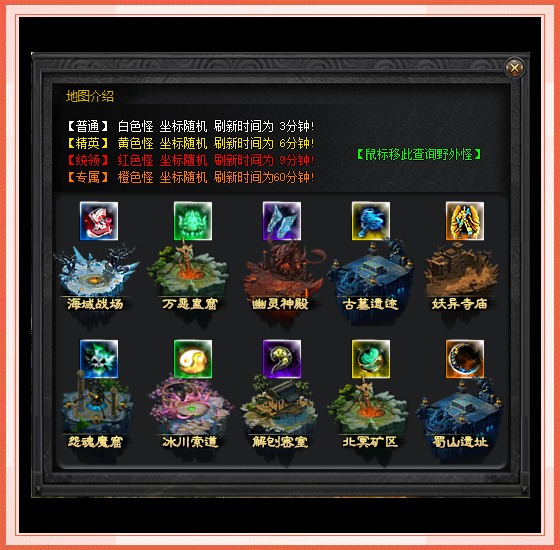 地图介绍
【普通】 白色怪 坐标随机 刷新时间为 3分钟!
【精英】 黄色怪 坐标随机 刷新时间为 6分钟!
【统领】 红色怪 坐标随机 刷新时间为 9分钟!
【专属】 橙色怪 坐标随机 刷新时间为60分钟!
【鼠标移此查询野外怪】
海域战场 万恶皇窟 幽灵神殿 古墓遗迹 妖异寺庙
怨魂魔窟 冰川索道 解刨密室 北冥矿区 蜀山遗址